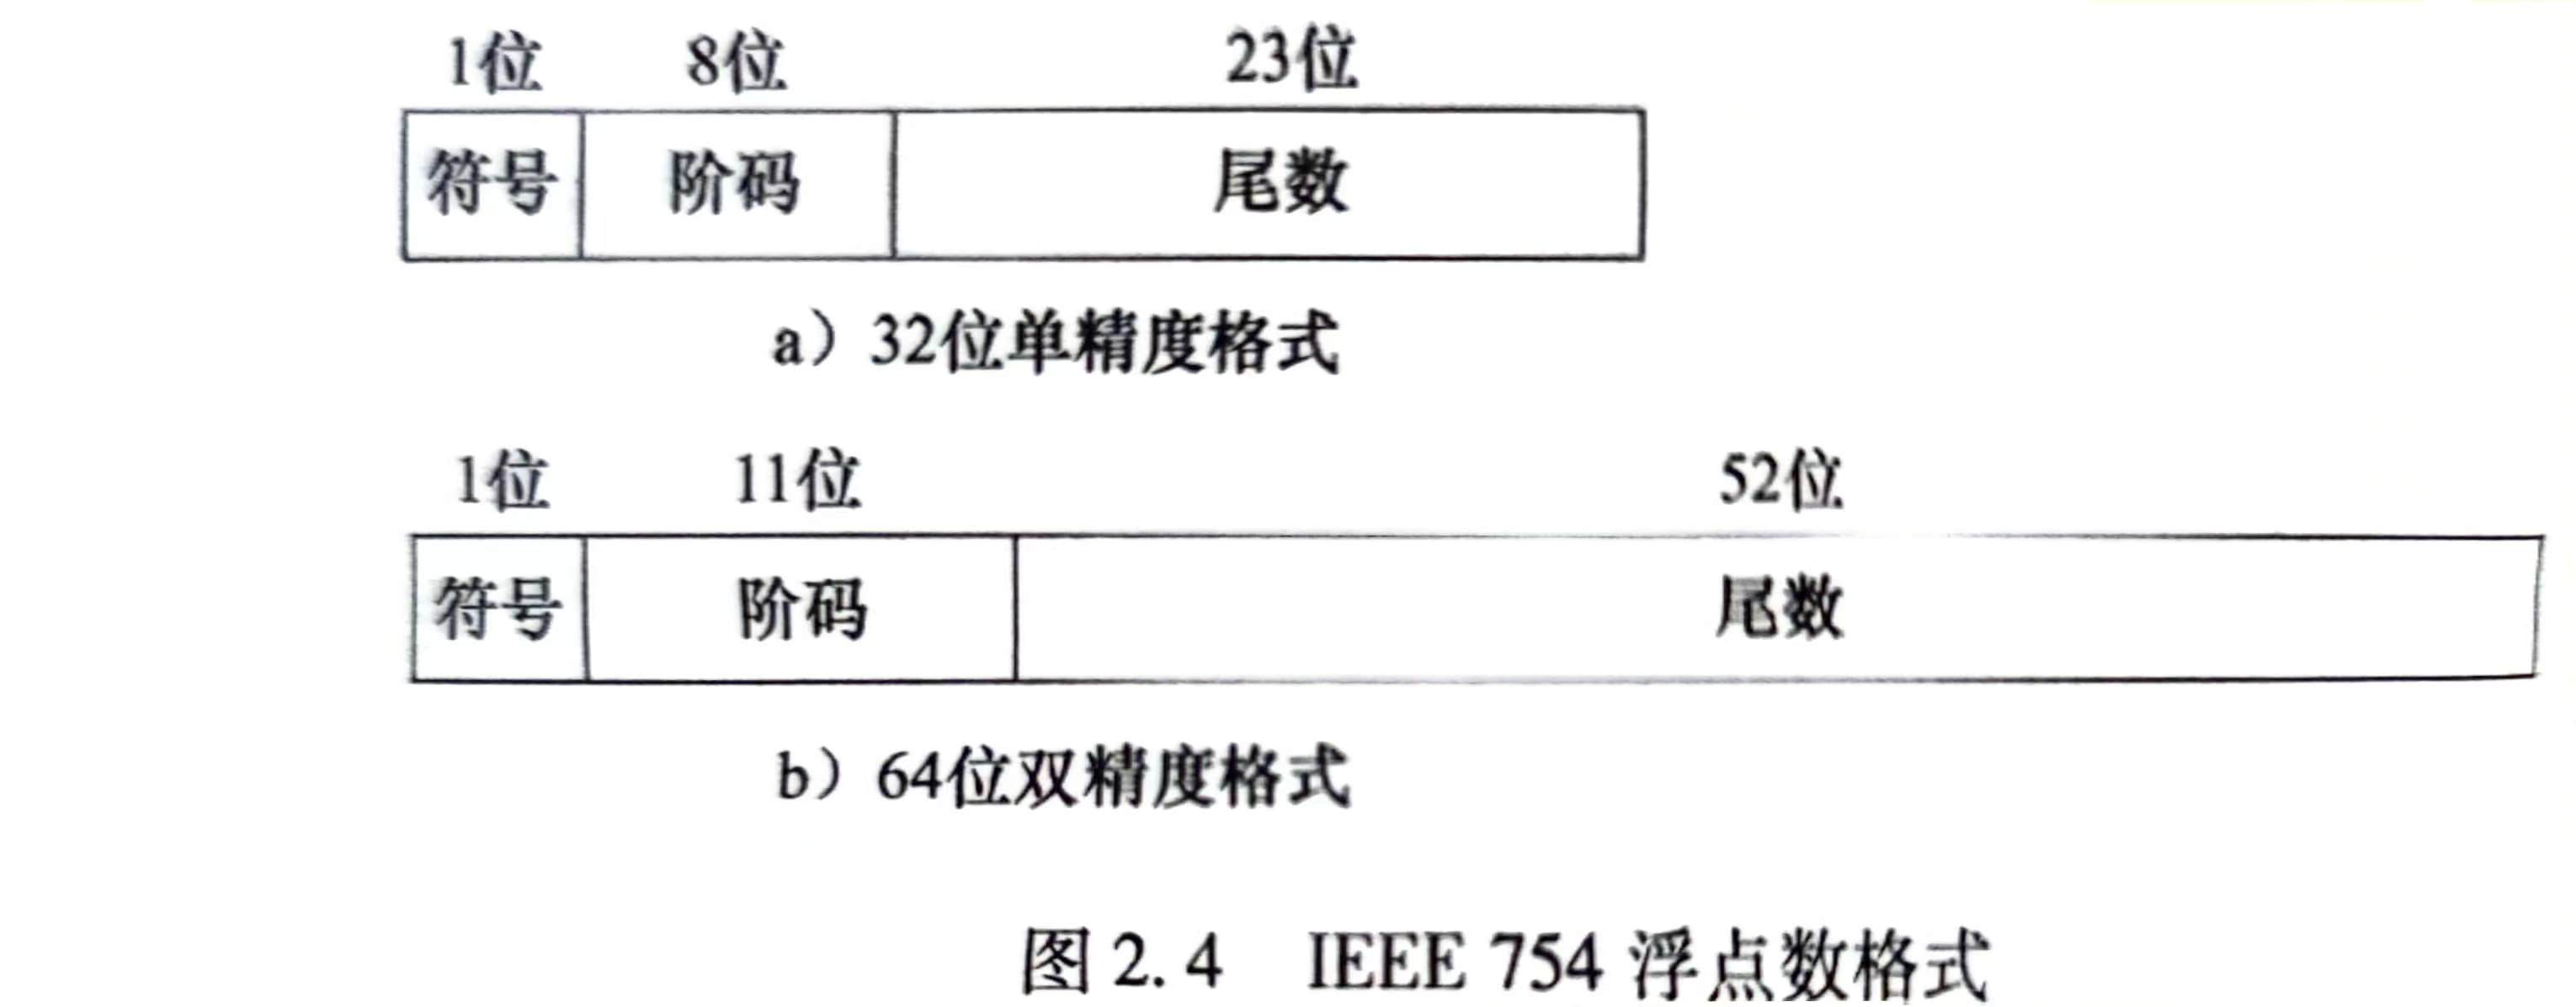 1位 8位 23位
符号 阶码 尾数
a）32位单精度格式
1位 11位 52位
符号 阶码 尾数
b）64位双精度格式
图 2.4 IEEE 754 浮点数格式